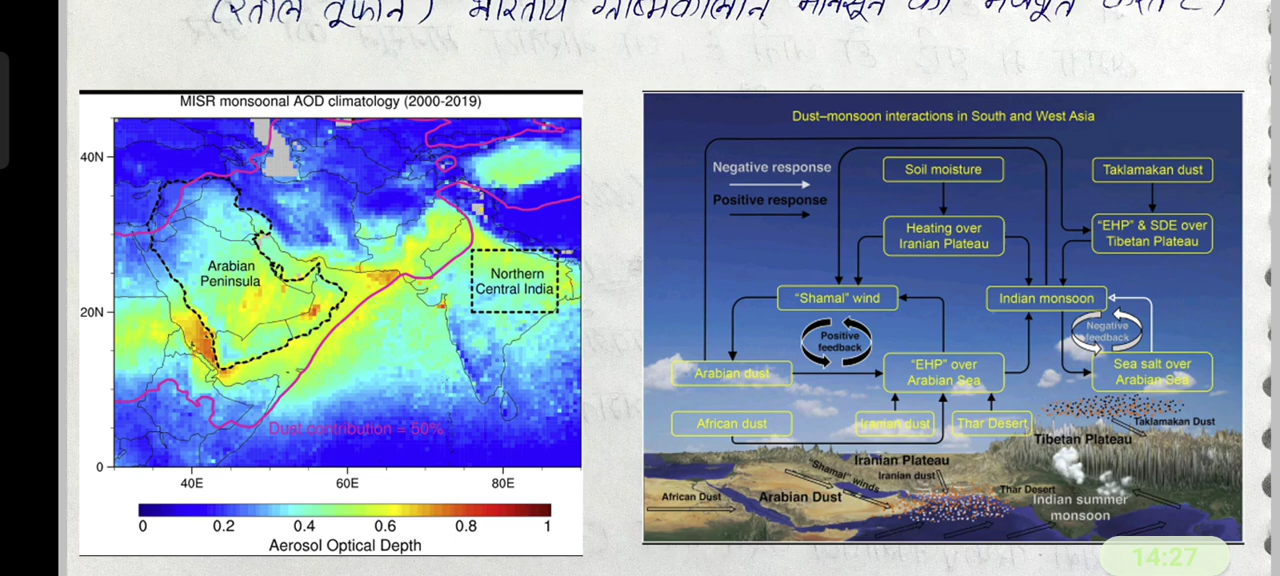 (रेतीले तूफान) भारतीय ग्रीष्मकालीन मानसून को मजबूत करते हैं।
MISR monsoonal AOD climatology (2000-2019)
40N
20N
0
40E
60E
80E
Arabian
Peninsula
Northern
Central India
Dust contribution = 50%
0
0.2
0.4
0.6
0.8
1
Aerosol Optical Depth
Dust–monsoon interactions in South and West Asia
Negative response
Positive response
Soil moisture
Taklamakan dust
Heating over
Iranian Plateau
“EHP” & SDE over
Tibetan Plateau
“Shamal” wind
Indian monsoon
Positive
feedback
Negative
feedback
Arabian dust
“EHP” over
Arabian Sea
Sea salt over
Arabian Sea
African dust
Iranian dust
Thar Desert
Taklamakan Dust
Tibetan Plateau
Iranian Plateau
"Shamal" winds
Iranian dust
African Dust
Arabian Dust
Thar Desert
Indian summer
monsoon
14:27